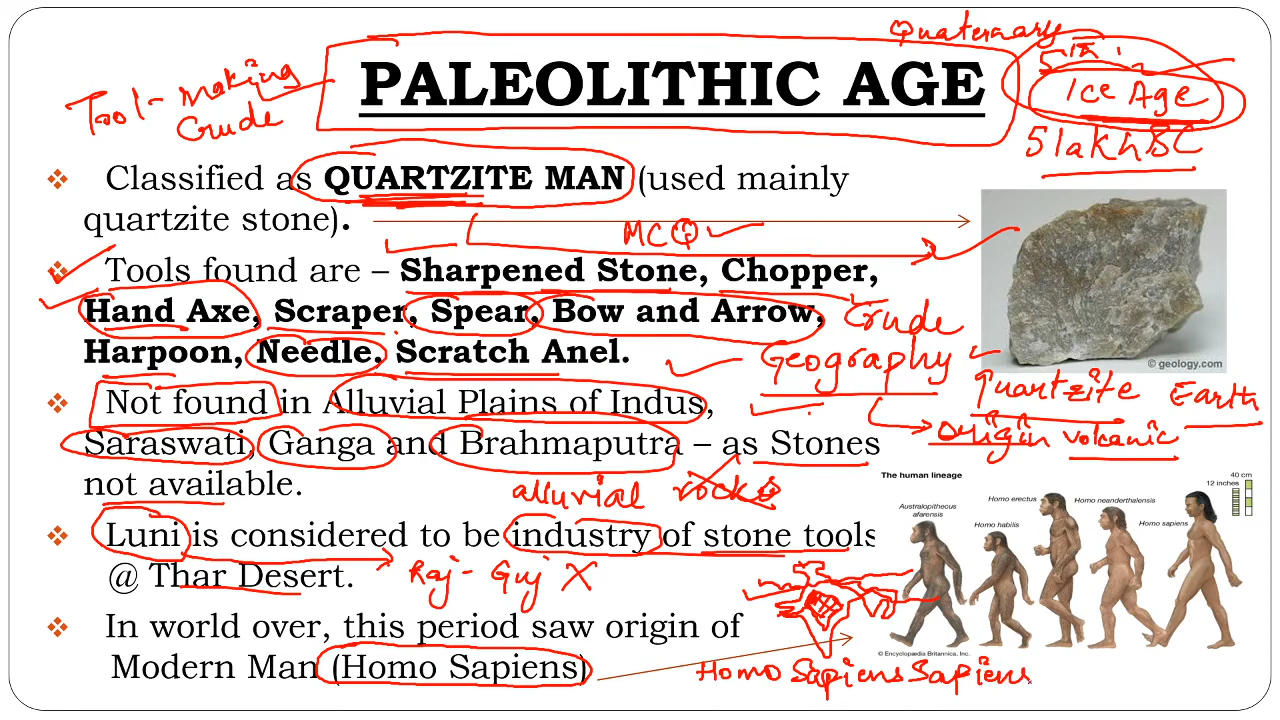 Quaternary
5th
Ice Age
5 lakh BC
Tool - Making
Crude
PALEOLITHIC AGE
Classified as QUARTZITE MAN (used mainly
quartzite stone).
MCQ
Tools found are – Sharpened Stone, Chopper,
Hand Axe, Scraper, Spear, Bow and Arrow,
Crude
Harpoon, Needle, Scratch Anel.
Geography
© geology.com
Quartzite Earth
Origin volcanic
Not found in Alluvial Plains of Indus,
Saraswati, Ganga and Brahmaputra – as Stones
not available.
alluvial rocks
Luni is considered to be industry of stone tools
@ Thar Desert.
Raj - Guj X
In world over, this period saw origin of
Modern Man (Homo Sapiens)
Homo Sapiens Sapiens
The human lineage
40 cm
12 inches
Australopitheous
afarensis
Homo habilis
Homo erectus
Homo neanderthalensis
Homo sapiens
© Encyclopædia Britannica, Inc.